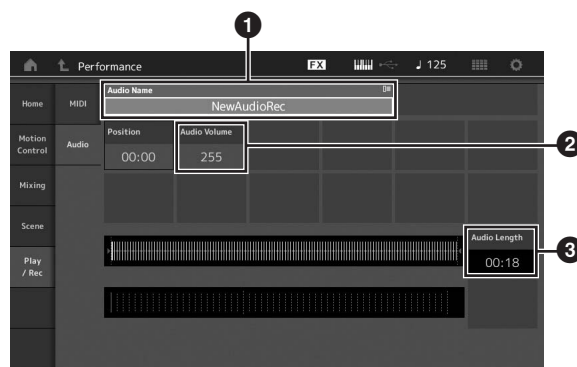 1
Performance
FX
125
Audio Name
NewAudioRec
Home
MIDI
Motion
Control
Audio
Position
00:00
Audio Volume
255
2
Mixing
Scene
Play
/ Rec
Audio Length
00:18
3